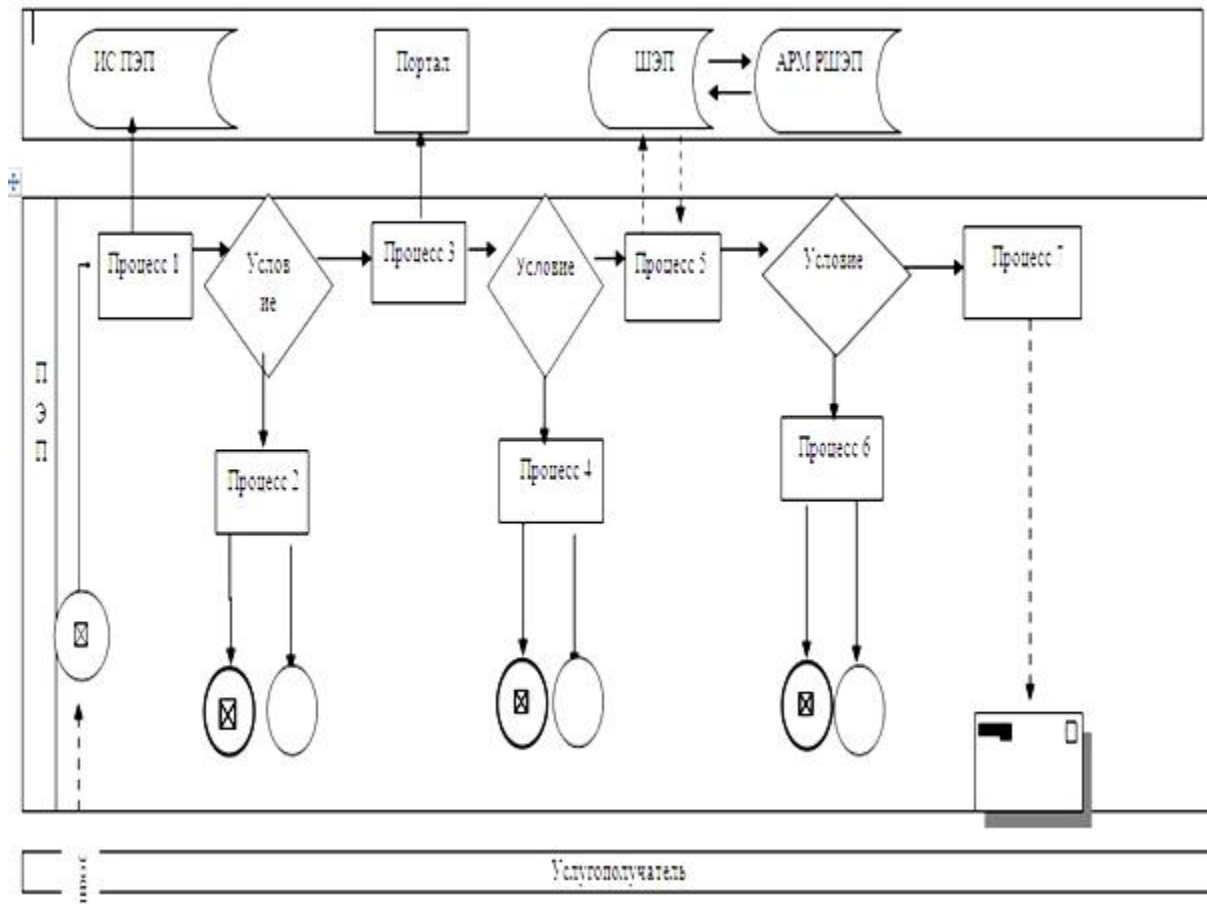 ИС ПЭП
Портал
ШЭП
АРМ РШЭП
Процесс 1
Услов
ие
Процесс 3
Условие
Процесс 5
Условие
Процесс 7
П
Э
П
Процесс 2
Процесс 4
Процесс 6
Услугополучатель